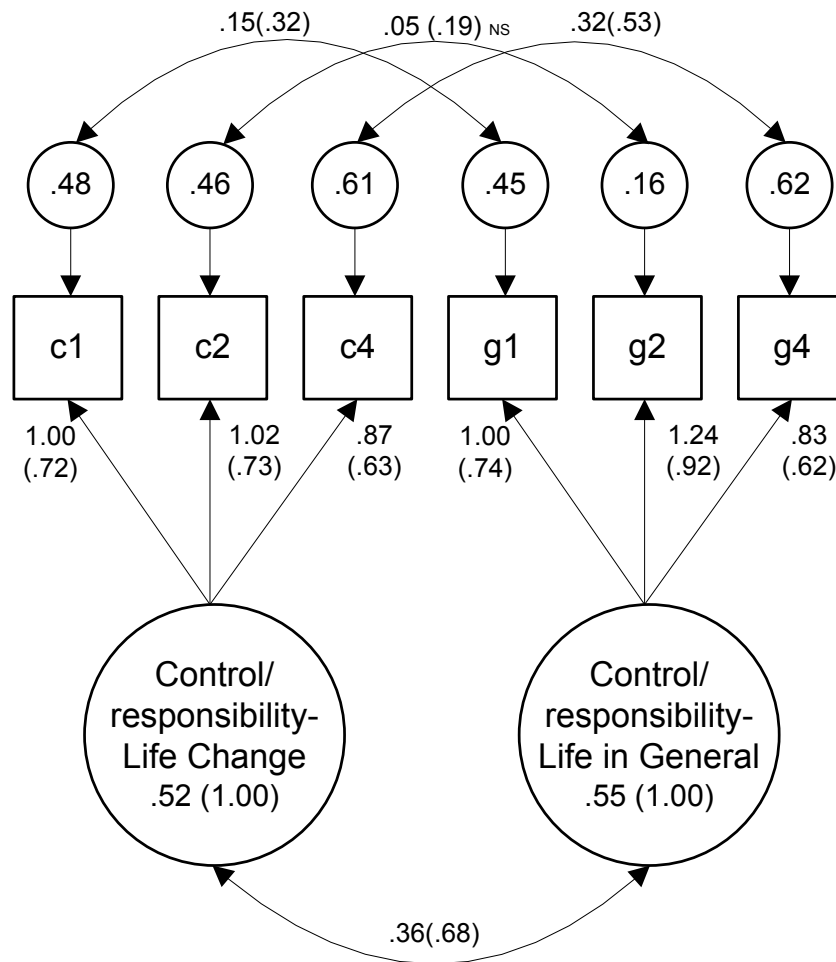 .15(.32)
.05 (.19) NS
.32(.53)
.48
.46
.61
.45
.16
.62
c1
c2
c4
g1
g2
g4
1.00
(.72)
1.02
(.73)
.87
(.63)
1.00
(.74)
1.24
(.92)
.83
(.62)
Control/
responsibility-
Life Change
.52 (1.00)
Control/
responsibility-
Life in General
.55 (1.00)
.36(.68)